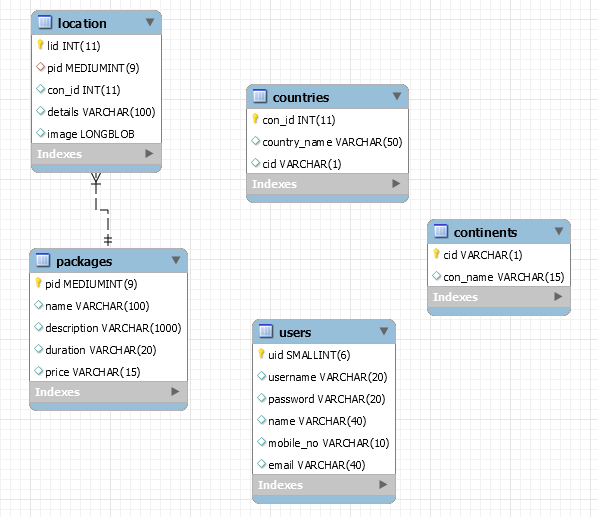 location
lid INT(11)
pid MEDIUMINT(9)
con_id INT(11)
details VARCHAR(100)
image LONGBLOB
Indexes
countries
con_id INT(11)
country_name VARCHAR(50)
cid VARCHAR(1)
Indexes
continents
cid VARCHAR(1)
con_name VARCHAR(15)
Indexes
packages
pid MEDIUMINT(9)
name VARCHAR(100)
description VARCHAR(1000)
duration VARCHAR(20)
price VARCHAR(15)
Indexes
users
uid SMALLINT(6)
username VARCHAR(20)
password VARCHAR(20)
name VARCHAR(40)
mobile_no VARCHAR(10)
email VARCHAR(40)
Indexes